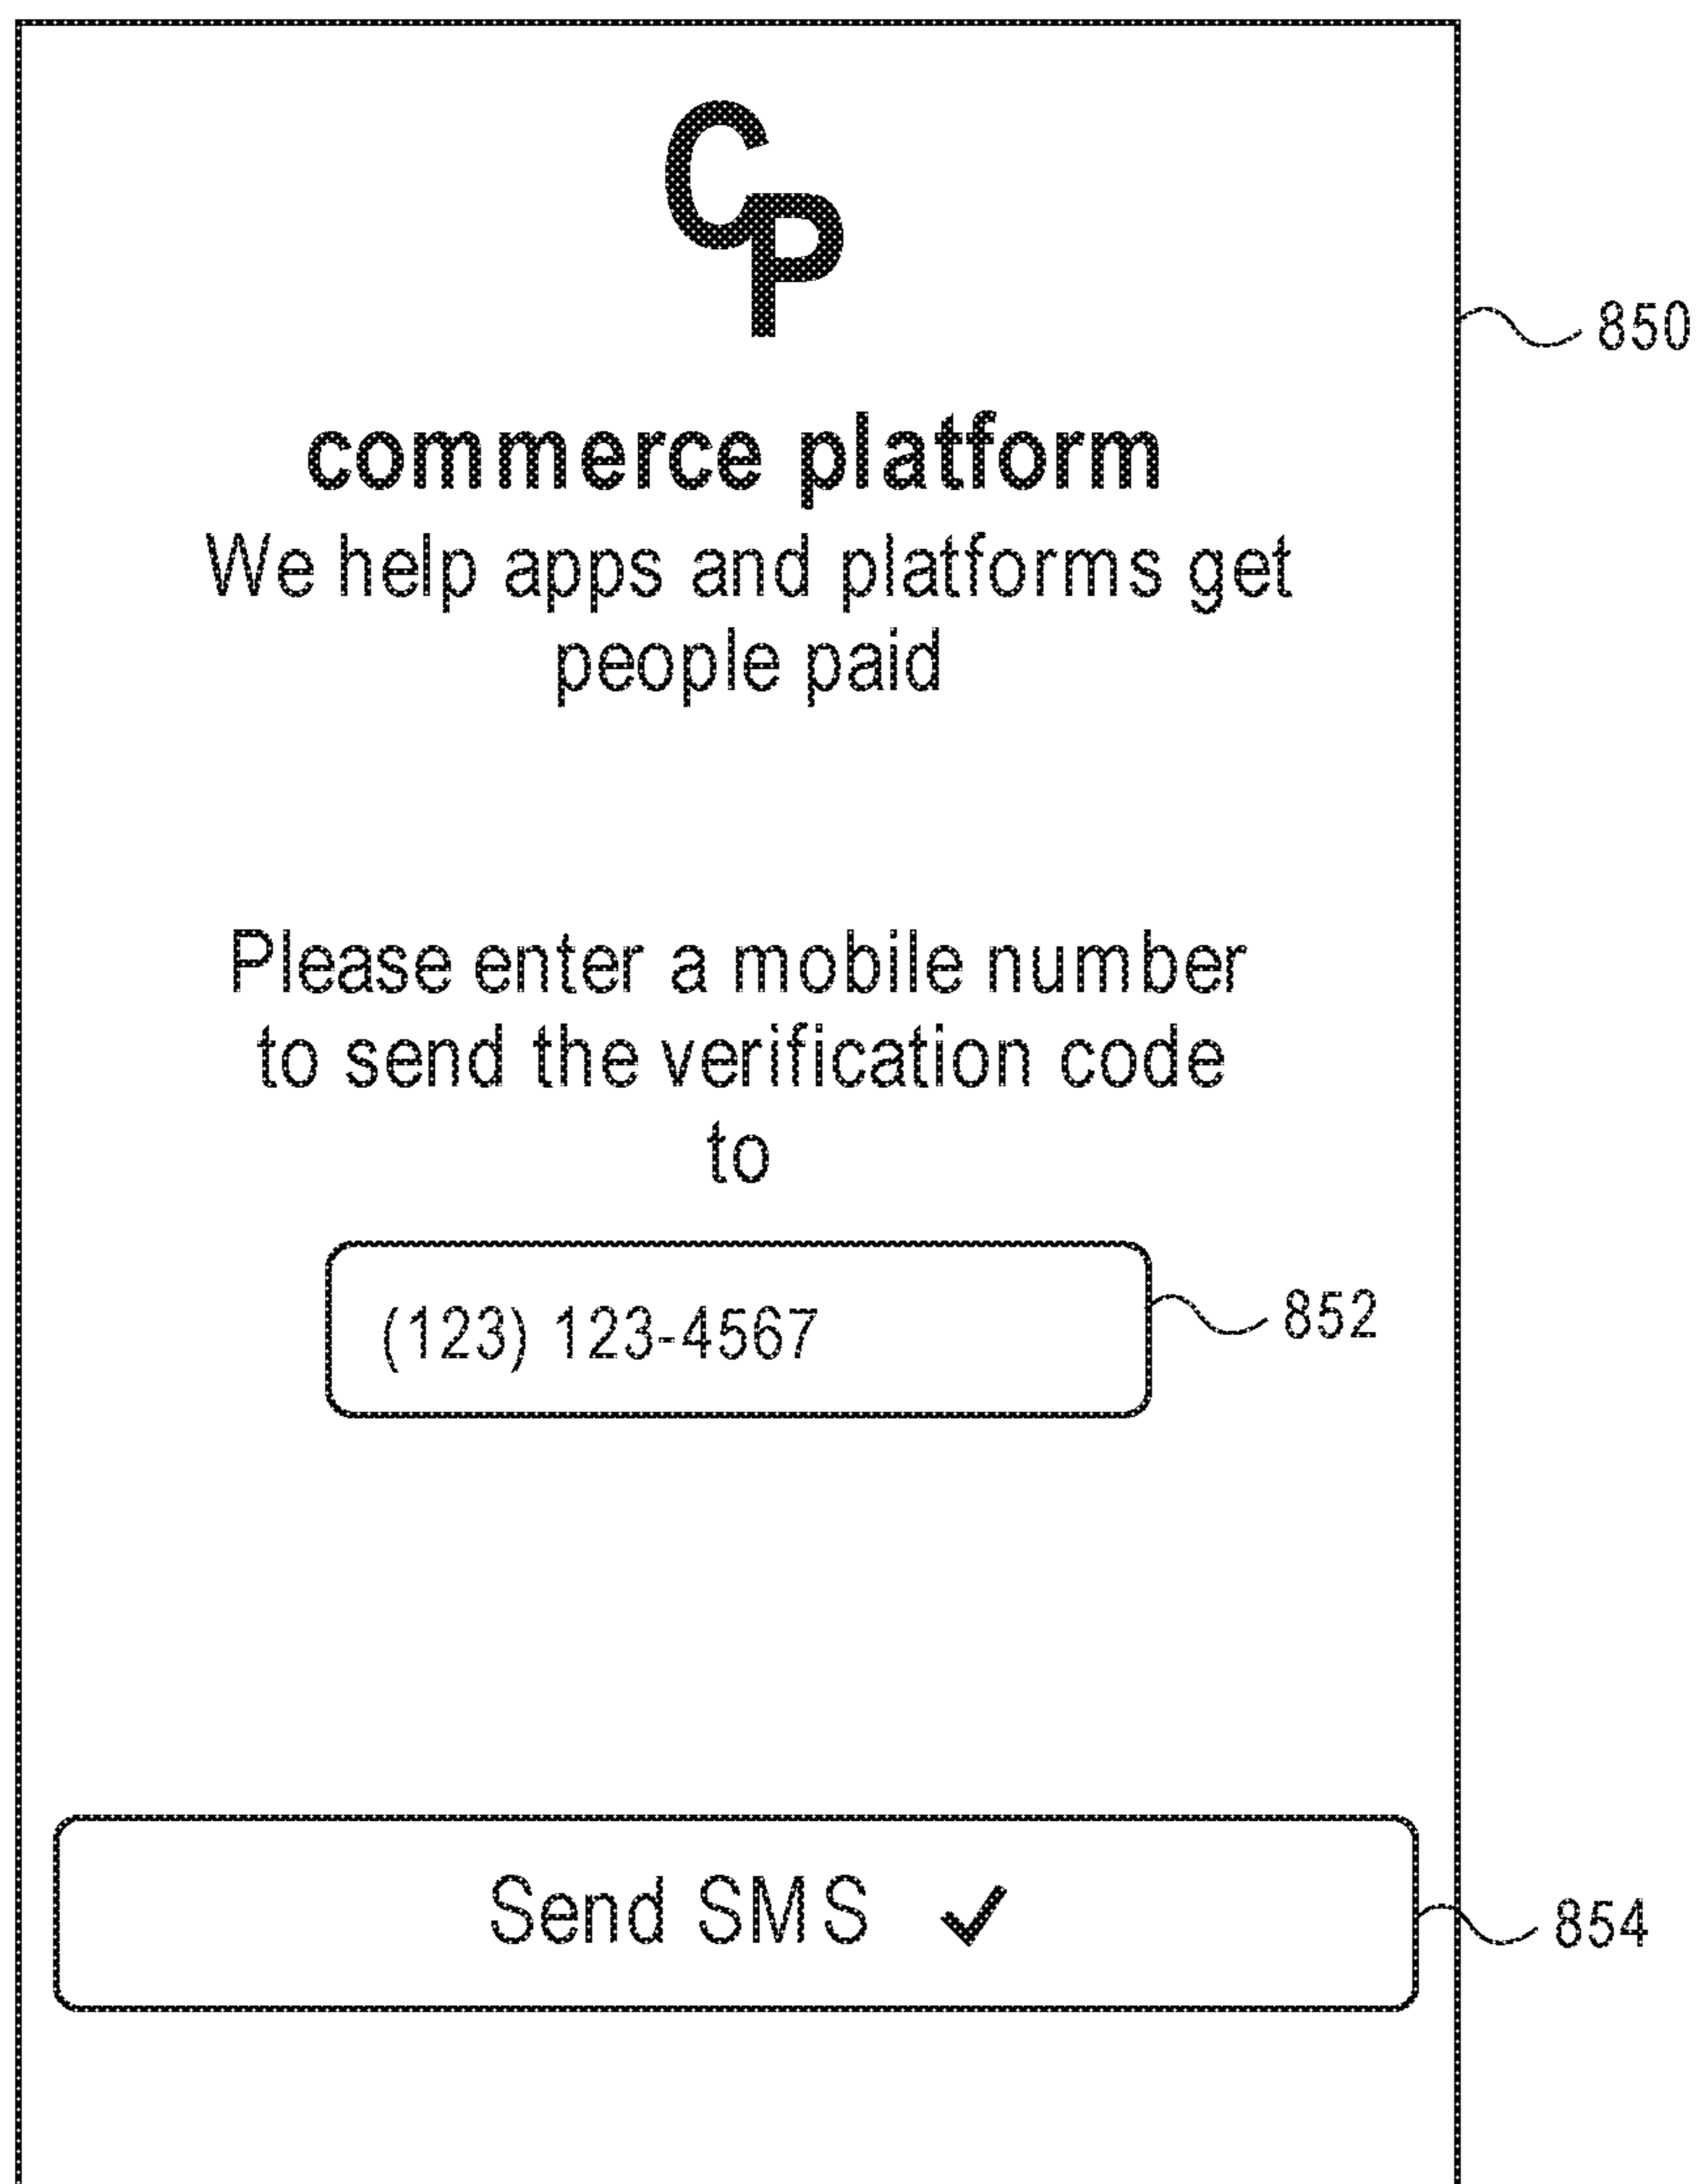 CP
850
commerce platform
We help apps and platforms get
people paid
Please enter a mobile number
to send the verification code
to
(123) 123-4567
852
Send SMS ✓
854